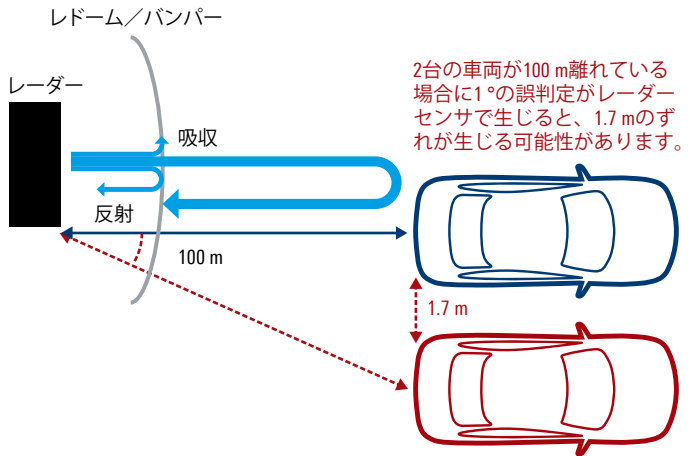 レドーム／バンパー
レーダー
2台の車両が100 m離れている
場合に1 °の誤判定がレーダー
センサで生じると、1.7 mのず
れが生じる可能性があります。
吸収
反射
100 m
1.7 m